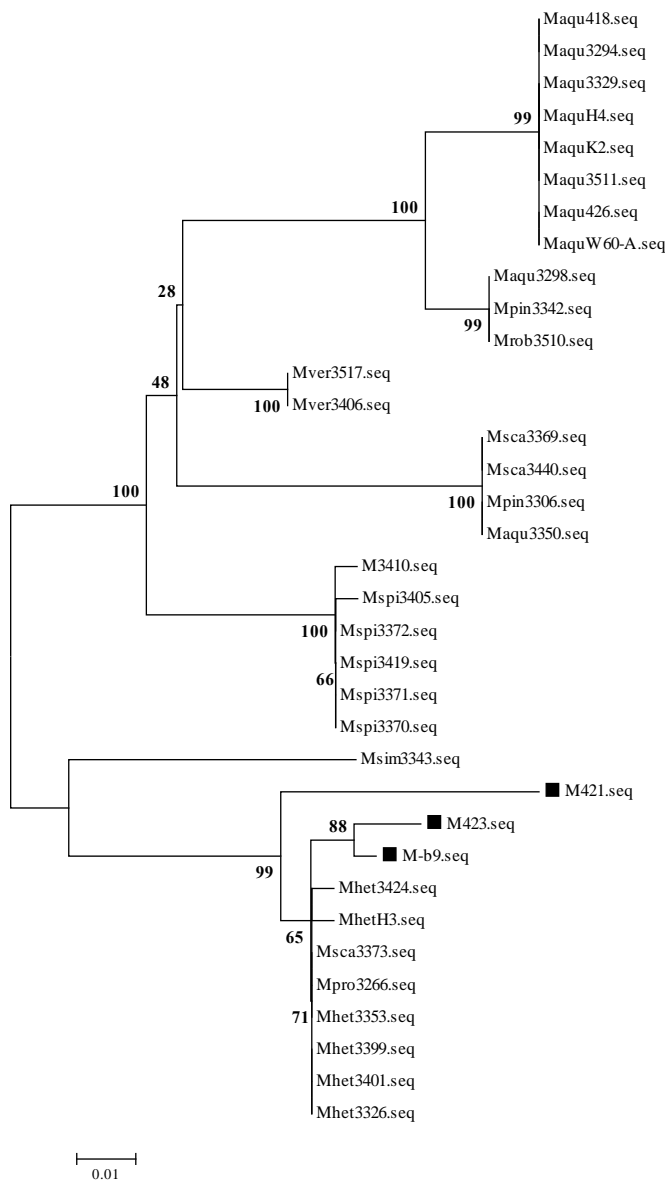 Maqu418.seq
Maqu3294.seq
Maqu3329.seq
99
MaquH4.seq
MaquK2.seq
Maqu3511.seq
100
Maqu426.seq
MaquW60-A.seq
Maqu3298.seq
28
Mpin3342.seq
99
Mrob3510.seq
Mver3517.seq
48
100
Mver3406.seq
Msca3369.seq
Msca3440.seq
100
100
Mpin3306.seq
Maqu3350.seq
M3410.seq
Mspi3405.seq
100
Mspi3372.seq
Mspi3419.seq
66
Mspi3371.seq
Mspi3370.seq
Msim3343.seq
M421.seq
88
M423.seq
99
M-b9.seq
Mhet3424.seq
MhetH3.seq
65
Msca3373.seq
Mpro3266.seq
71
Mhet3353.seq
Mhet3399.seq
Mhet3401.seq
Mhet3326.seq
0.01